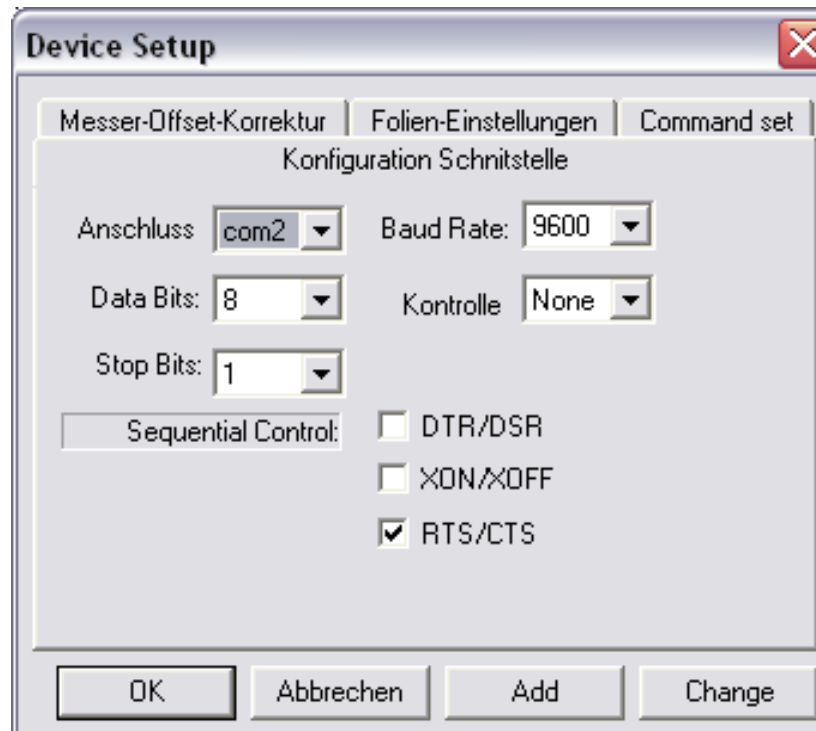 Device Setup
Messer-Offset-Korrektur Folien-Einstellungen Command set
Konfiguration Schnitstelle
Anschluss com2 Baud Rate: 9600
Data Bits: 8 Kontrolle None
Stop Bits: 1
Sequential Control: DTR/DSR
XON/XOFF
RTS/CTS
OK Abbrechen Add Change